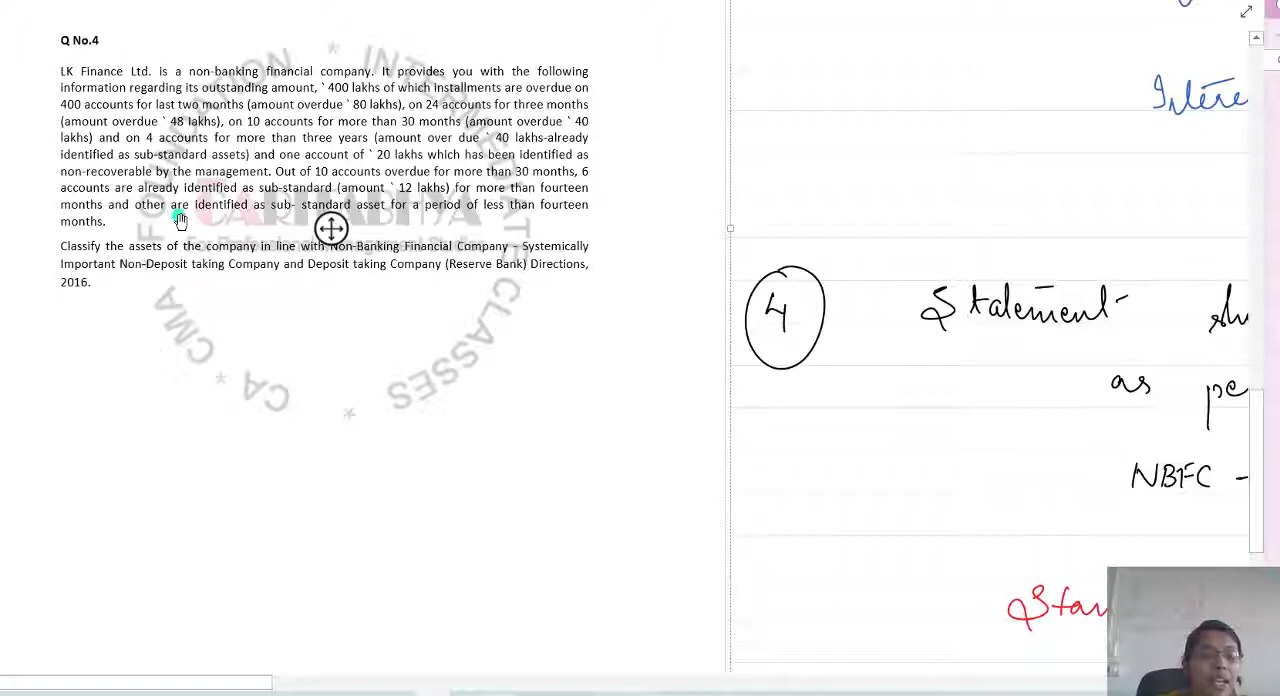 Q No.4
LK Finance Ltd. is a non-banking financial company. It provides you with the following
information regarding its outstanding amount, ` 400 lakhs of which installments are overdue on
400 accounts for last two months (amount overdue ` 80 lakhs), on 24 accounts for three months
(amount overdue ` 48 lakhs), on 10 accounts for more than 30 months (amount overdue ` 40
lakhs) and on 4 accounts for more than three years (amount over due ` 40 lakhs-already
identified as sub-standard assets) and one account of ` 20 lakhs which has been identified as
non-recoverable by the management. Out of 10 accounts overdue for more than 30 months, 6
accounts are already identified as sub-standard (amount ` 12 lakhs) for more than fourteen
months and other are identified as sub- standard asset for a period of less than fourteen
months.
Classify the assets of the company in line with Non-Banking Financial Company - Systemically
Important Non-Deposit taking Company and Deposit taking Company (Reserve Bank) Directions,
2016.
FOUNDATION * INTERMEDIATE CLASSES * CA * CMA *
Intere
4 Statement sh
as pe
NBFC -
Stan